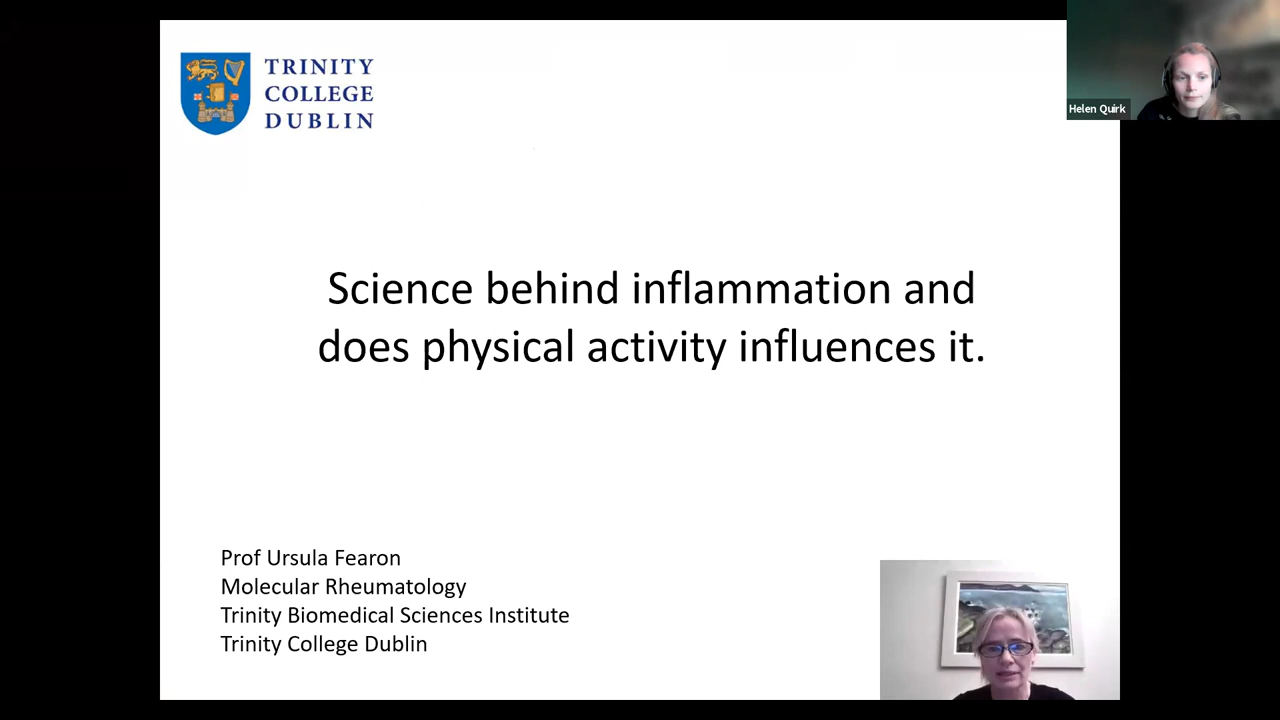 TRINITY
COLLEGE
DUBLIN
Helen Quirk
Science behind inflammation and
does physical activity influences it.
Prof Ursula Fearon
Molecular Rheumatology
Trinity Biomedical Sciences Institute
Trinity College Dublin